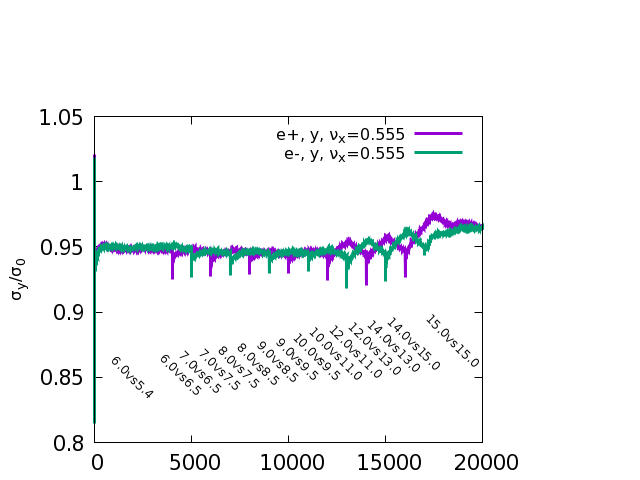 1.05
1
0.95
0.9
0.85
0.8
σy/σ0
e+, y, νx=0.555
e-, y, νx=0.555
6.0vs5.4
6.0vs6.5
7.0vs6.5
7.0vs7.5
8.0vs7.5
8.0vs8.5
9.0vs8.5
9.0vs9.5
10.0vs9.5
10.0vs11.0
12.0vs11.0
12.0vs13.0
14.0vs13.0
14.0vs15.0
15.0vs15.0
0
5000
10000
15000
20000